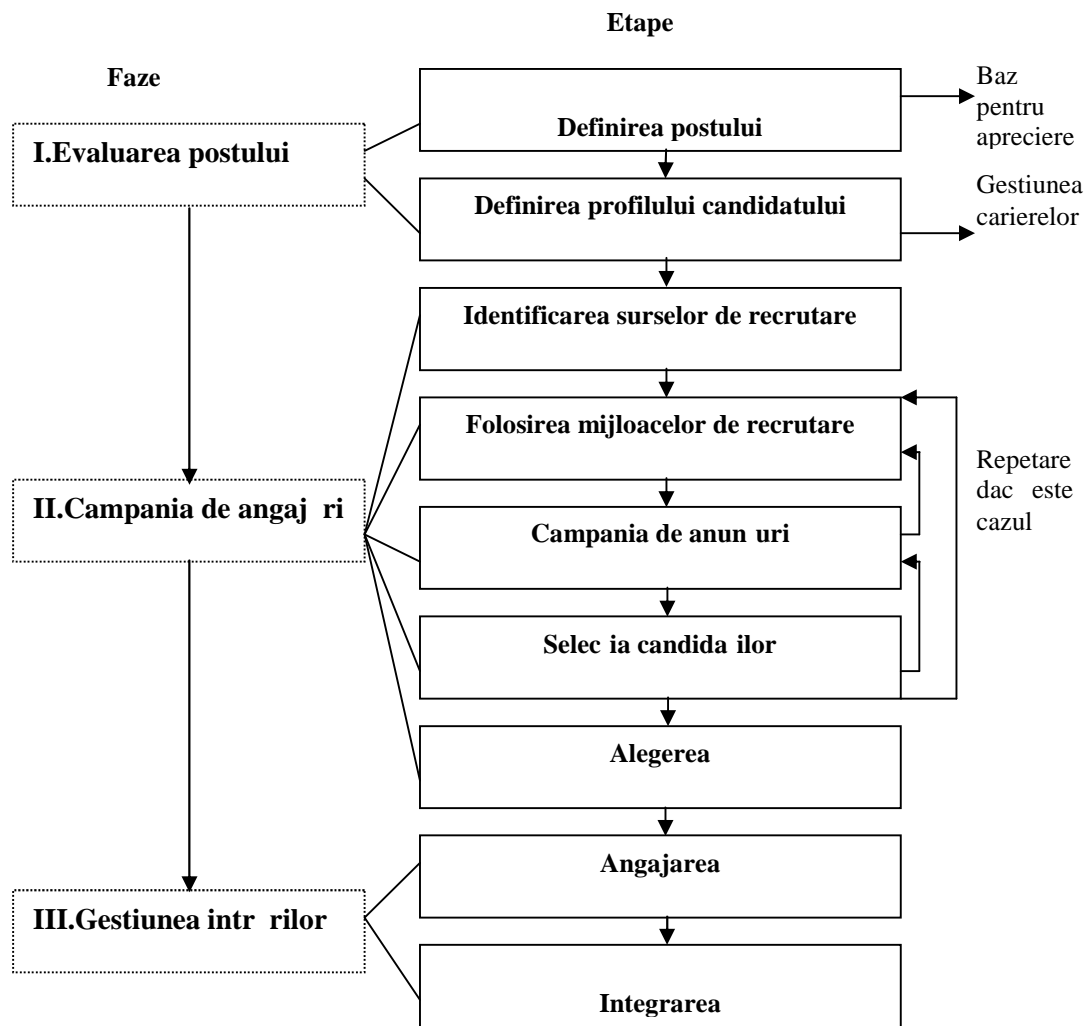 Etape
Faze
Baz
pentru
apreciere
Definirea postului
I.Evaluarea postului
Gestiunea
carierelor
Definirea profilului candidatului
Identificarea surselor de recrutare
Folosirea mijloacelor de recrutare
Repetare
dac este
cazul
II.Campania de angaj ri
Campania de anun uri
Selec ia candida ilor
Alegerea
Angajarea
III.Gestiunea intr rilor
Integrarea